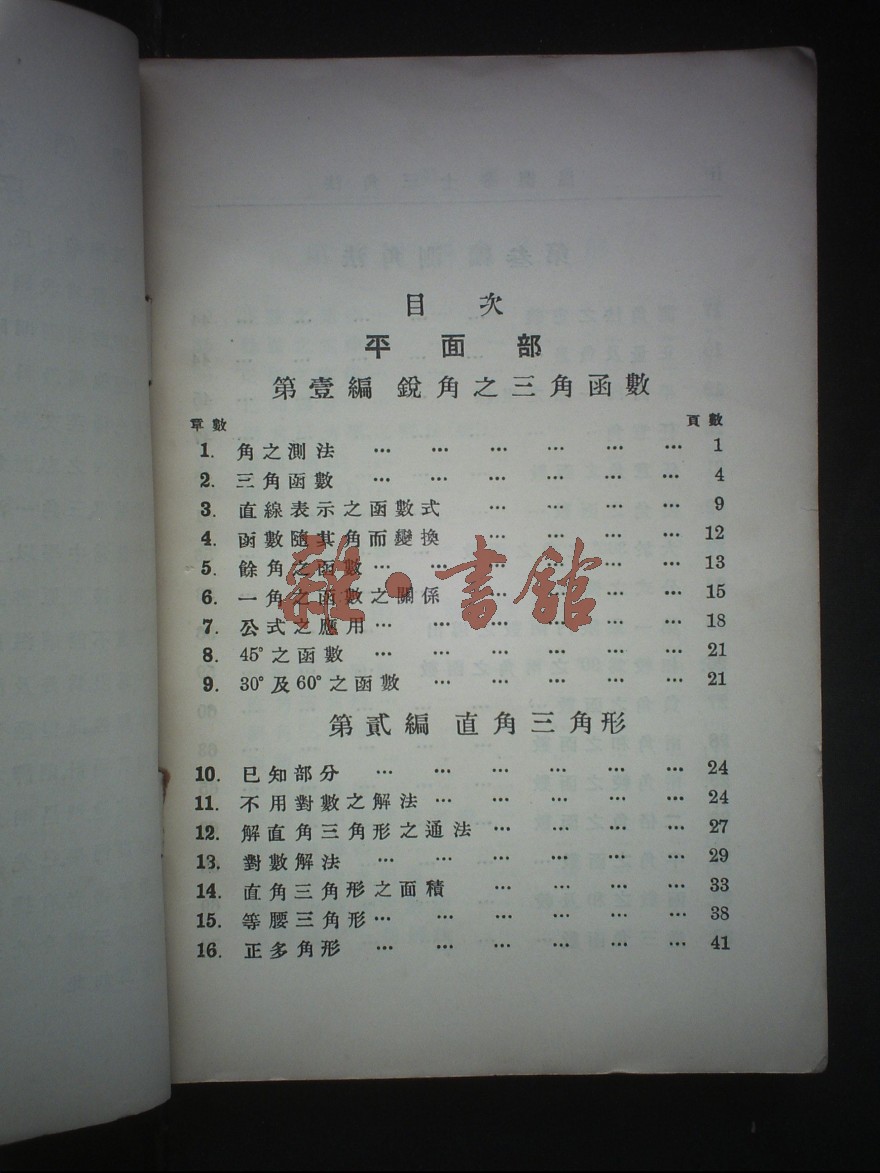 目次
平面部
第壹編 銳角之三角函數
章數 頁數
1. 角之測法 … … … … … … 1
2. 三角函數 … … … … … … 4
3. 直線表示之函數式 … … … … 9
4. 函數隨其角而變換 … … … … 12
5. 餘角之函數 … … … … … … 13
6. 一角之函數之關係 … … … … 15
7. 公式之應用 … … … … … … 18
8. 45°之函數 … … … … … … 21
9. 30°及60°之函數 … … … … … 21
第貳編 直角三角形
10. 已知部分 … … … … … … 24
11. 不用對數之解法 … … … … … 24
12. 解直角三角形之通法 … … … … 27
13. 對數解法 … … … … … … 29
14. 直角三角形之面積 … … … … 33
15. 等腰三角形 … … … … … … 38
16. 正多角形 … … … … … … 41
雜·書館